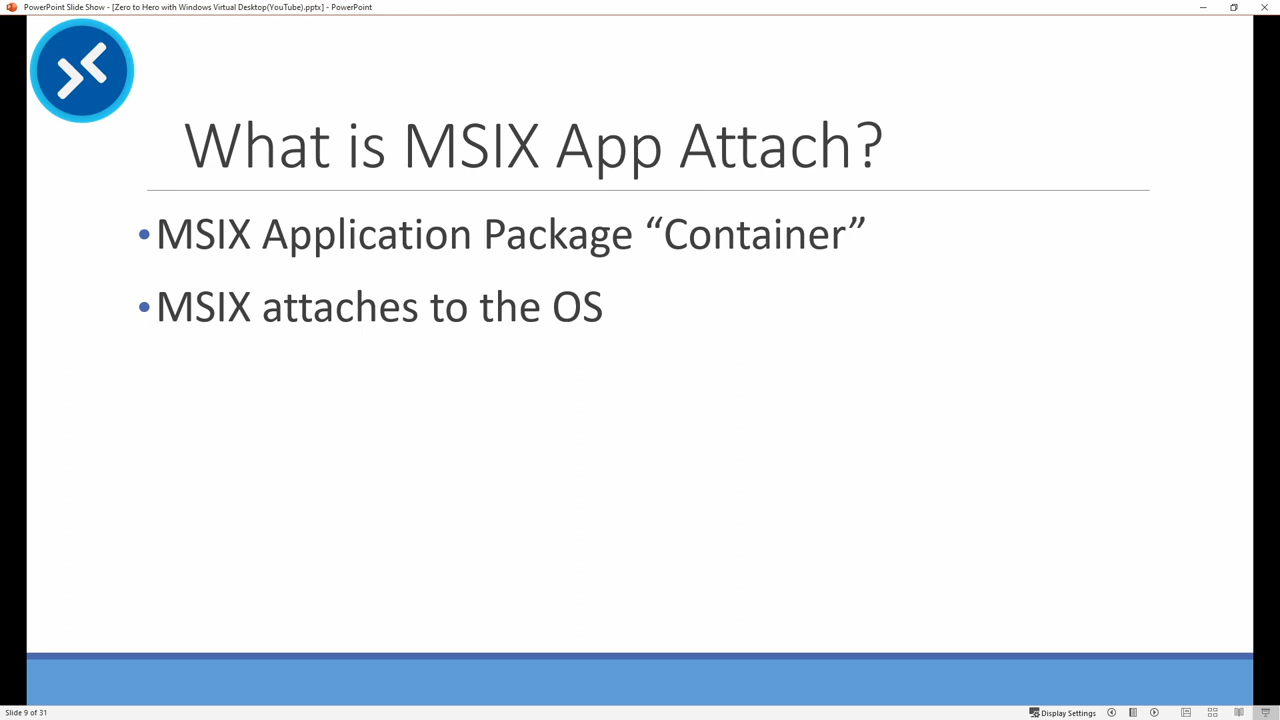 PowerPoint Slide Show - [Zero to Hero with Windows Virtual Desktop(YouTube).pptx] - PowerPoint
What is MSIX App Attach?
•MSIX Application Package “Container”
•MSIX attaches to the OS
Slide 9 of 31
Display Settings